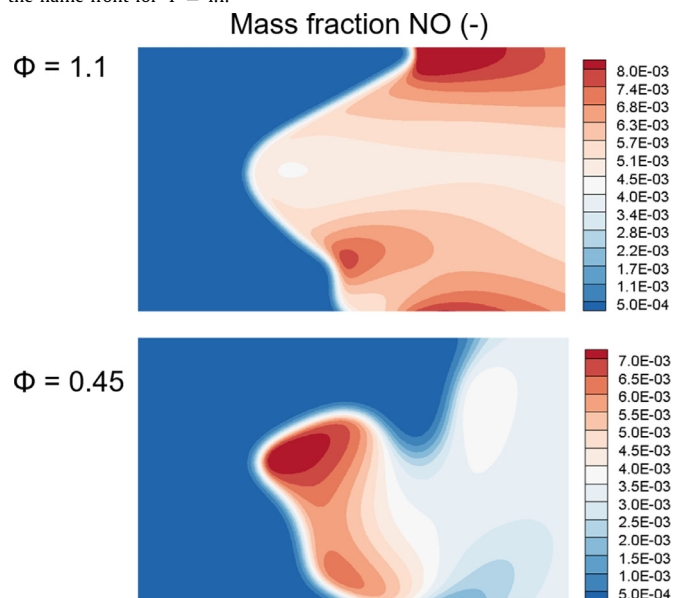 Mass fraction NO (-)
Φ = 1.1
8.0E-03
7.4E-03
6.8E-03
6.3E-03
5.7E-03
5.1E-03
4.5E-03
4.0E-03
3.4E-03
2.8E-03
2.2E-03
1.7E-03
1.1E-03
5.0E-04
Φ = 0.45
7.0E-03
6.5E-03
6.0E-03
5.5E-03
5.0E-03
4.5E-03
4.0E-03
3.5E-03
3.0E-03
2.5E-03
2.0E-03
1.5E-03
1.0E-03
5.0E-04